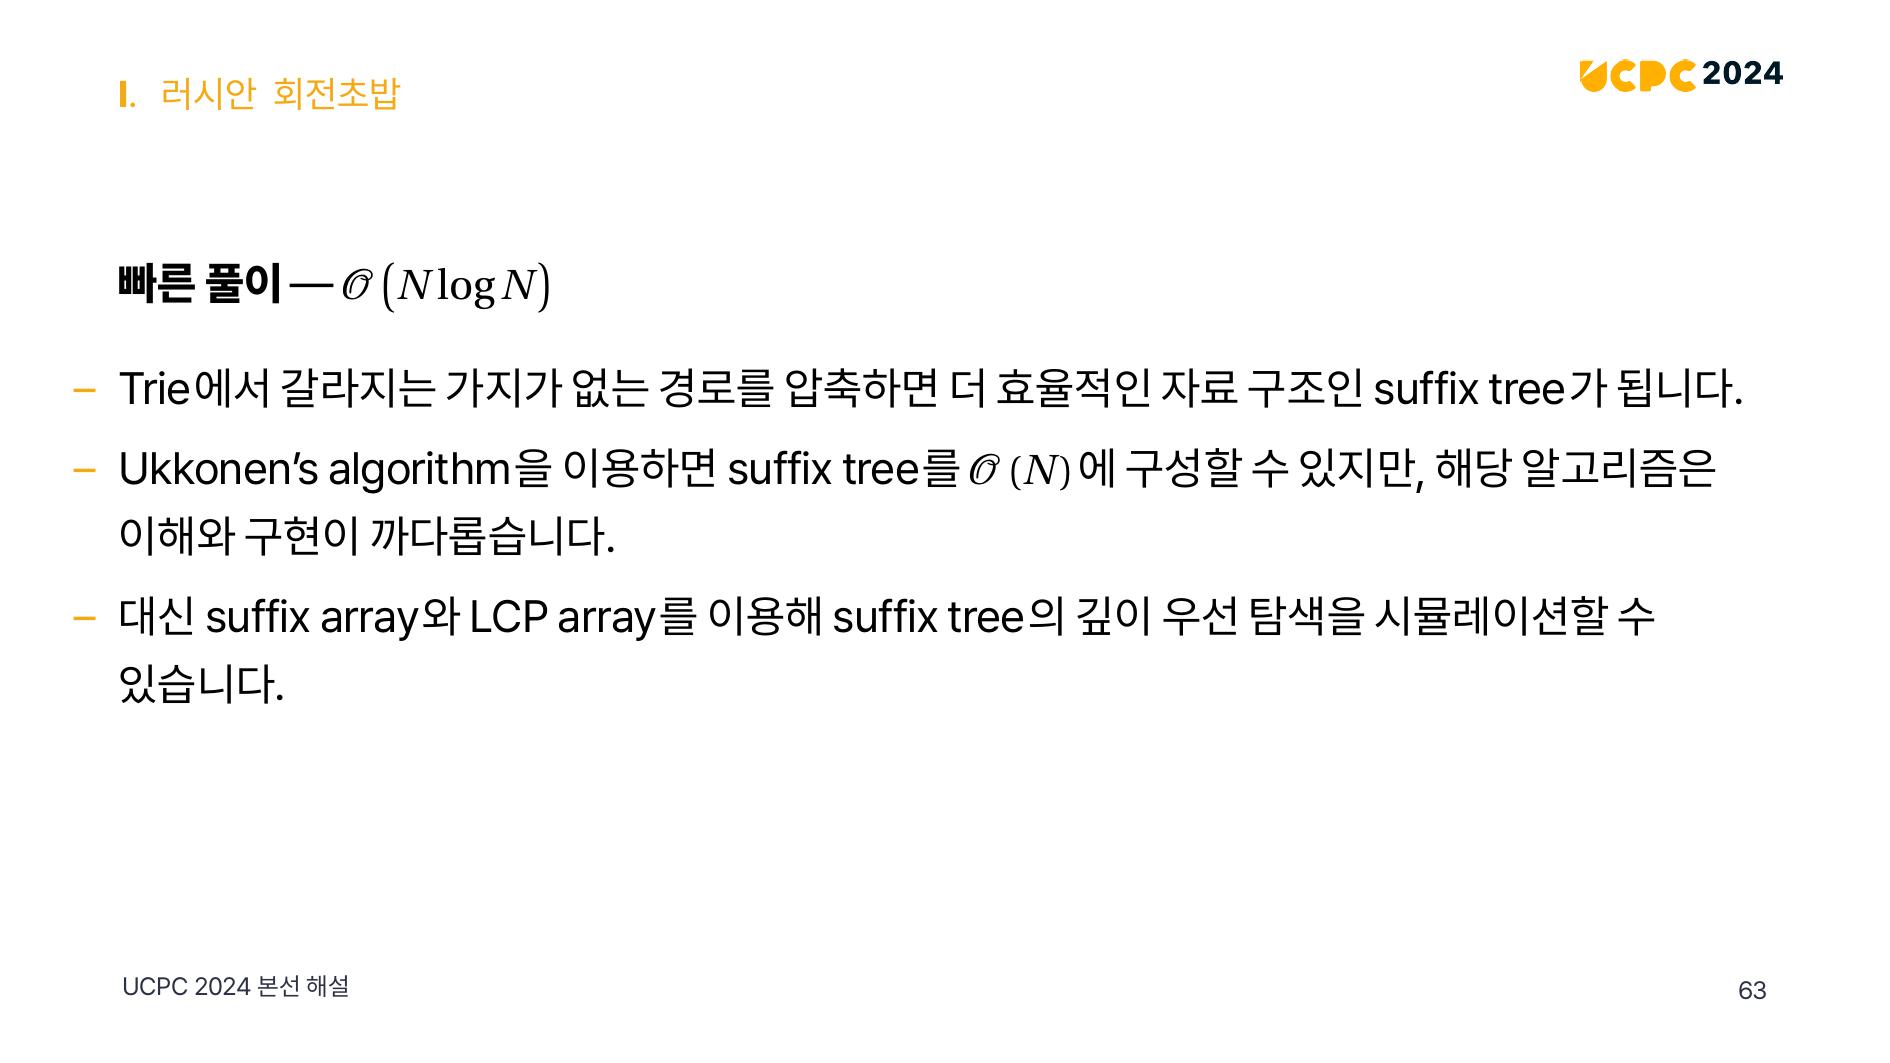 I. 러시안 회전초밥
UCPC 2024
빠른 풀이 — 𝒪 (N log N)
– Trie에서 갈라지는 가지가 없는 경로를 압축하면 더 효율적인 자료 구조인 suffix tree가 됩니다.
– Ukkonen’s algorithm을 이용하면 suffix tree를 𝒪 (N)에 구성할 수 있지만, 해당 알고리즘은
이해와 구현이 까다롭습니다.
– 대신 suffix array와 LCP array를 이용해 suffix tree의 깊이 우선 탐색을 시뮬레이션할 수
있습니다.
UCPC 2024 본선 해설
63